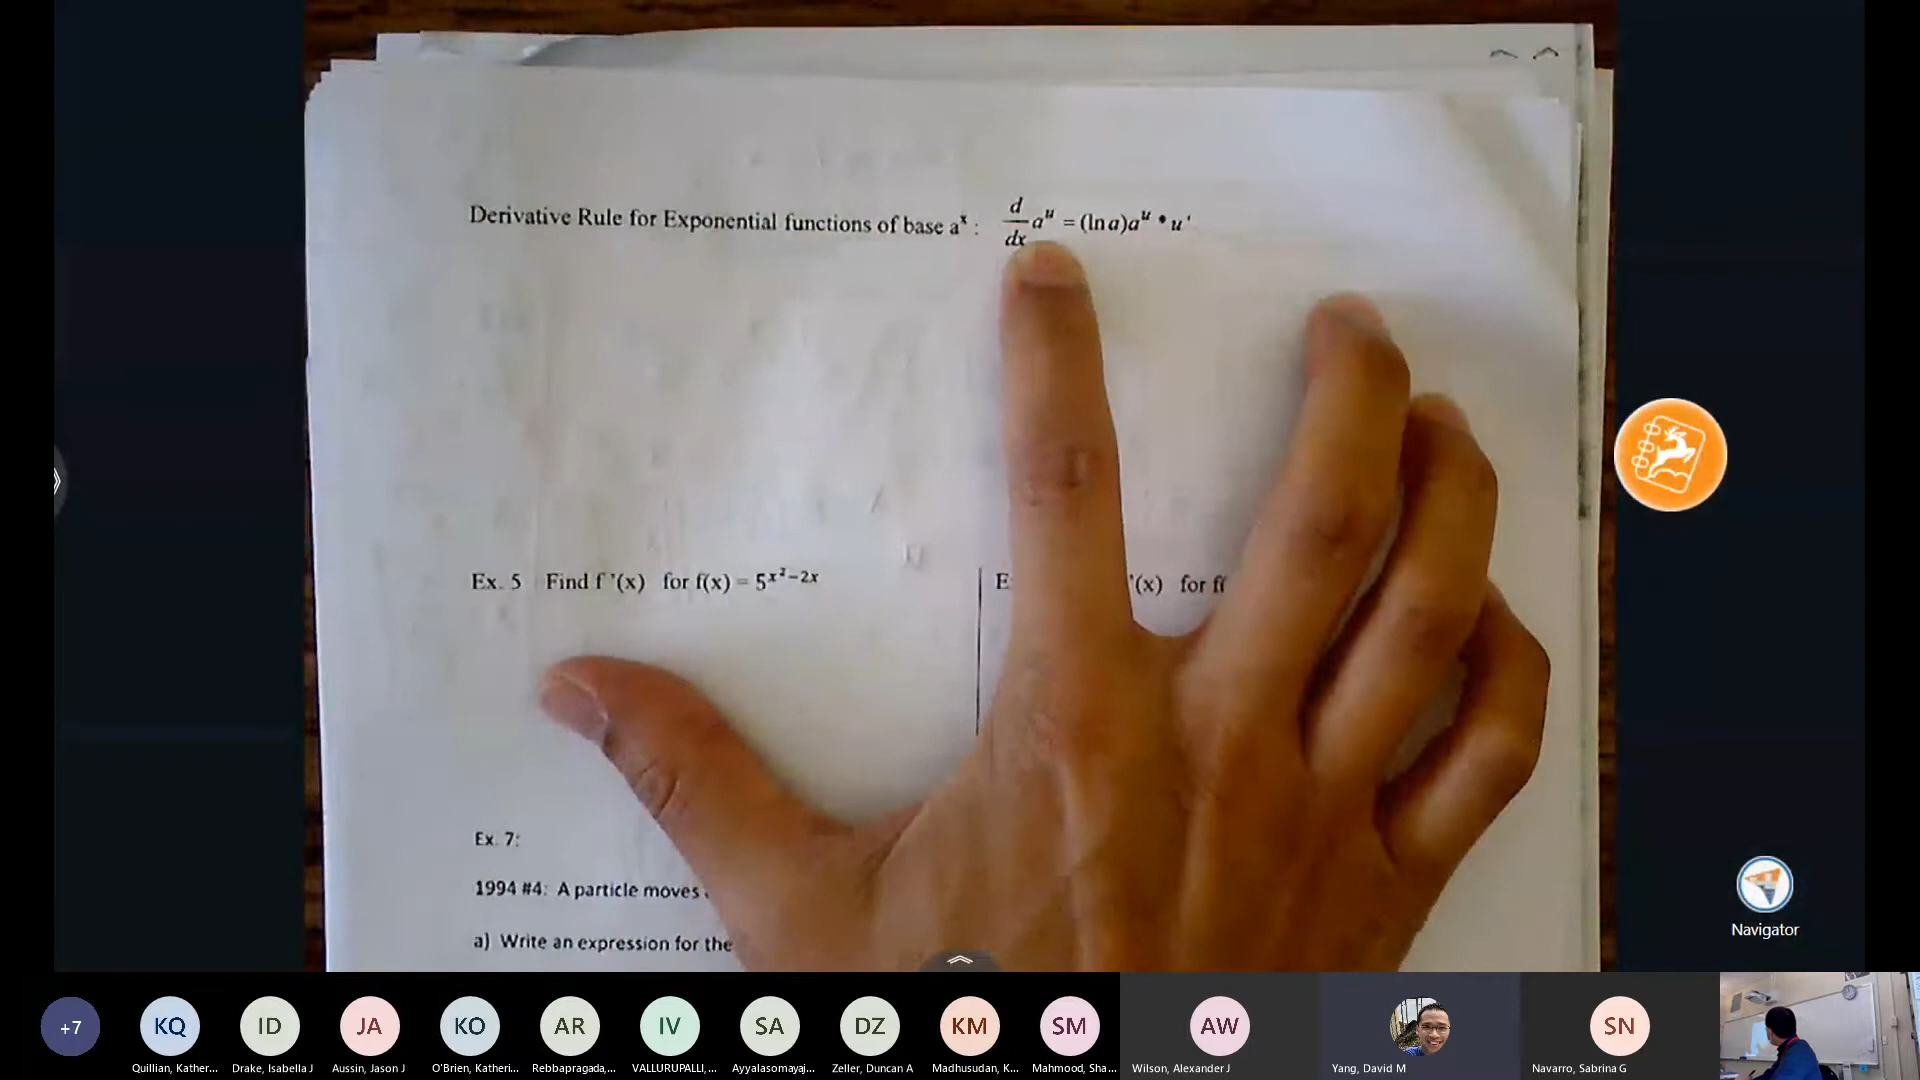 Derivative Rule for Exponential functions of base aˣ : d/dx aᵘ = (ln a)aᵘ • u'
Ex. 5 Find f '(x) for f(x) = 5^(x²−2x)
'(x) for f(
Ex. 7:
1994 #4: A particle moves
a) Write an expression for the
Navigator
+7
KQ
ID
JA
KO
AR
IV
SA
DZ
KM
SM
AW
SN
Quillian, Kather...
Drake, Isabella J
Aussin, Jason J
O'Brien, Katheri...
Rebbapragada,...
VALLURUPALLI,...
Ayyalasomayaj...
Zeller, Duncan A
Madhusudan, K...
Mahmood, Sha...
Wilson, Alexander J
Yang, David M
Navarro, Sabrina G